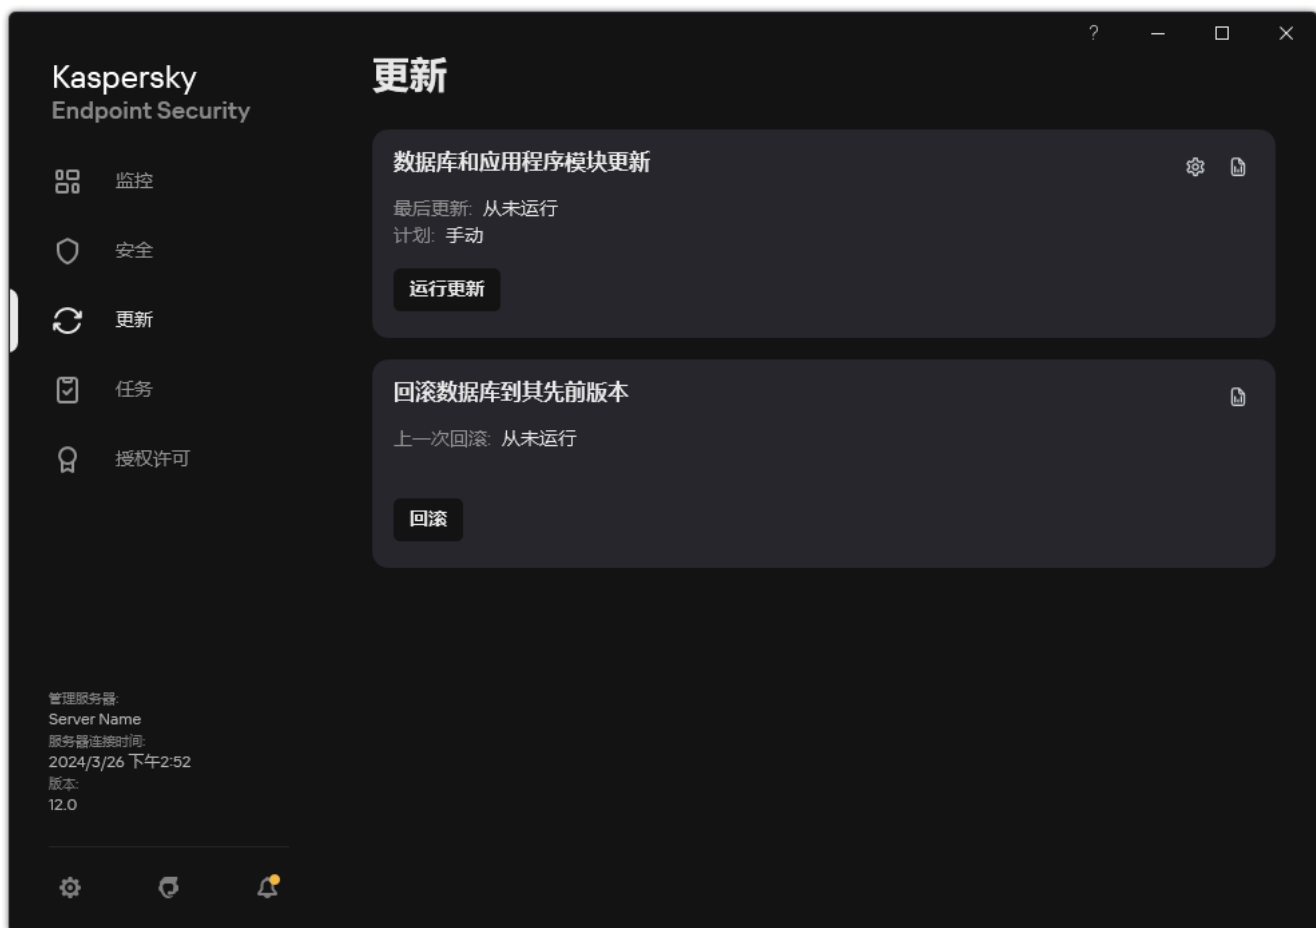 ?
Kaspersky
Endpoint Security
监控
安全
更新
任务
授权许可
管理服务器:
Server Name
服务器连接时间:
2024/3/26 下午2:52
版本:
12.0
更新
数据库和应用程序模块更新
最后更新: 从未运行
计划: 手动
运行更新
回滚数据库到其先前版本
上一次回滚: 从未运行
回滚